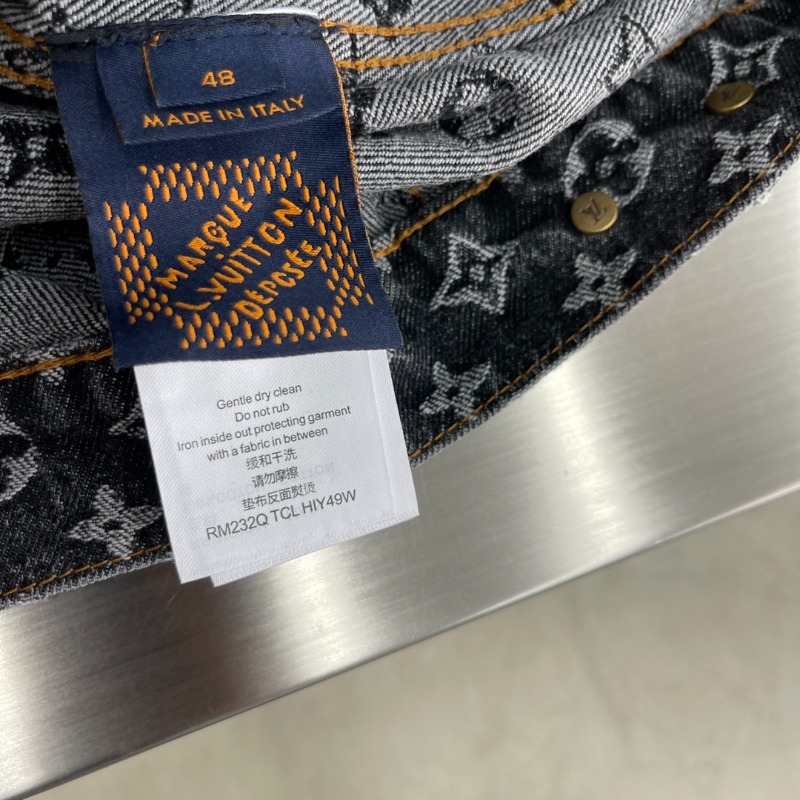 48
MADE IN ITALY
MARQUE
L.VUITTON
DÉPOSÉE
Gentle dry clean
Do not rub
Iron inside out protecting garment
with a fabric in between
缓和干洗
请勿摩擦
垫布反面熨烫
RM232Q TCL HIY49W
LV
LV